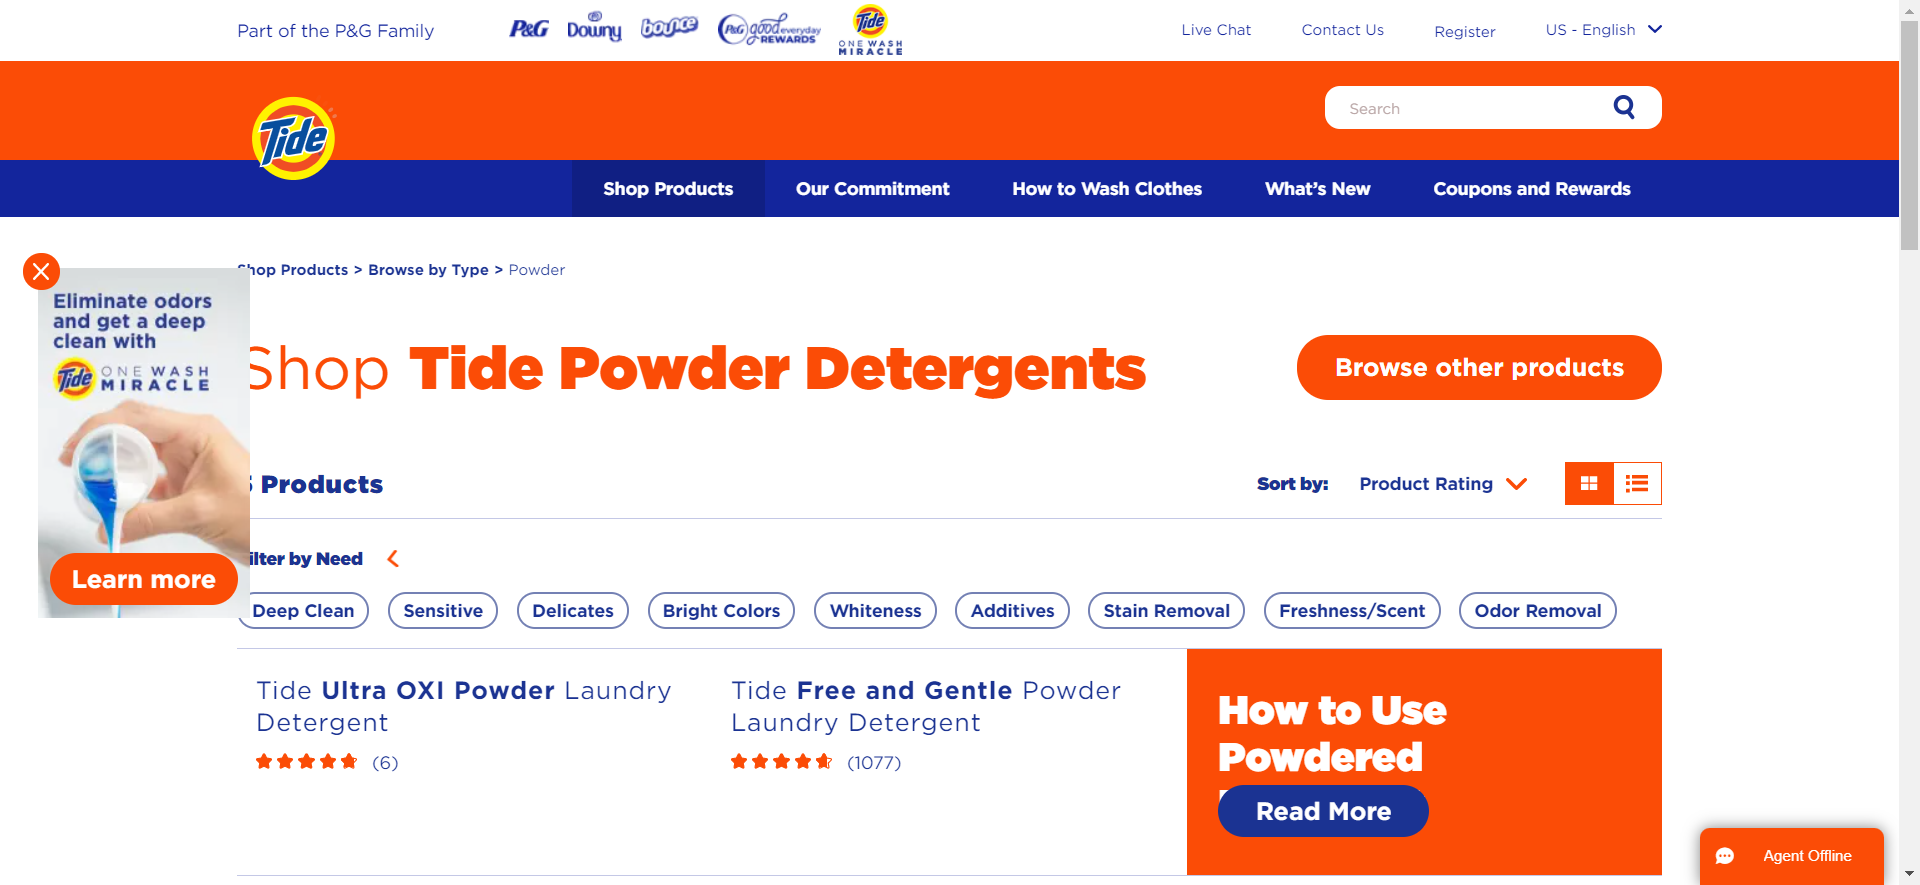 Part of the P&G Family
P&G
Downy
bounce
P&G good everyday
REWARDS
Tide
ONE WASH
MIRACLE
Live Chat
Contact Us
Register
US - English
Tide
Search
Shop Products
Our Commitment
How to Wash Clothes
What's New
Coupons and Rewards
Shop Products > Browse by Type > Powder
Eliminate odors
and get a deep
clean with
Tide ONE WASH
MIRACLE
Learn more
Shop Tide Powder Detergents
Browse other products
Products
Sort by:
Product Rating
Filter by Need
Deep Clean
Sensitive
Delicates
Bright Colors
Whiteness
Additives
Stain Removal
Freshness/Scent
Odor Removal
Tide Ultra OXI Powder Laundry
Detergent
(6)
Tide Free and Gentle Powder
Laundry Detergent
(1077)
How to Use
Powdered
Read More
Agent Offline